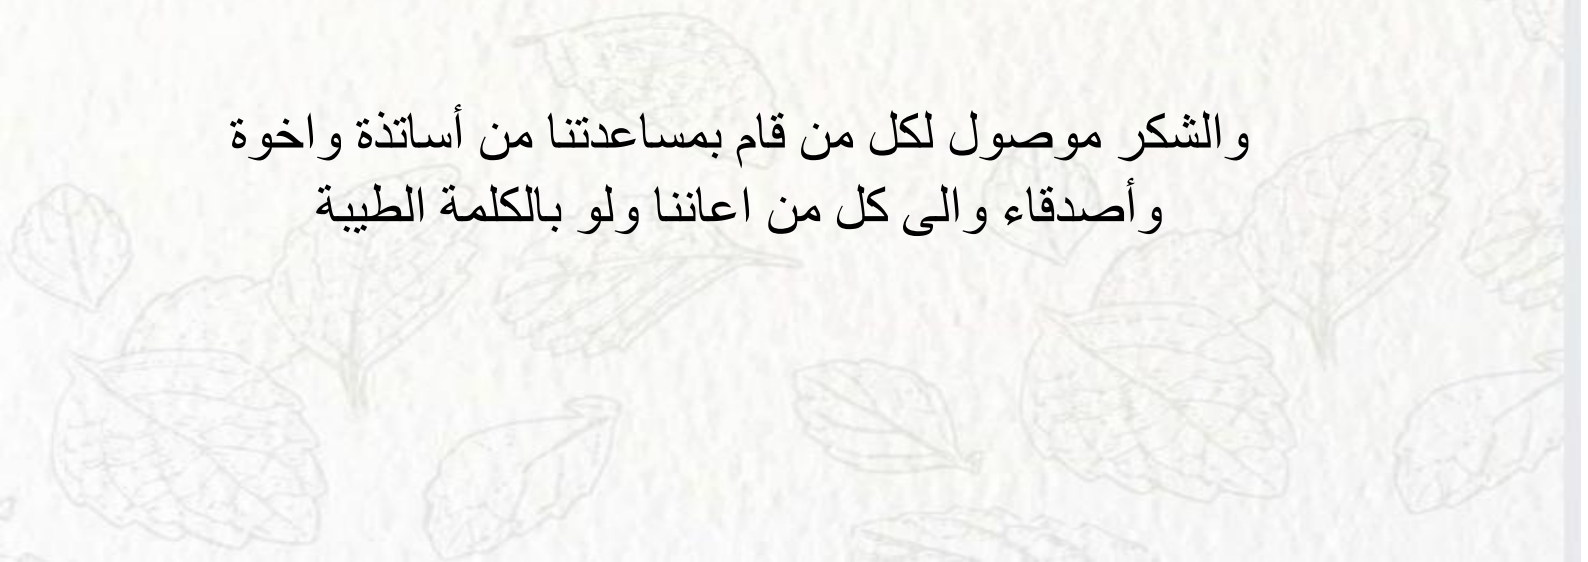 والشكر موصول لكل من قام بمساعدتنا من أساتذة واخوة
وأصدقاء والى كل من اعاننا ولو بالكلمة الطيبة